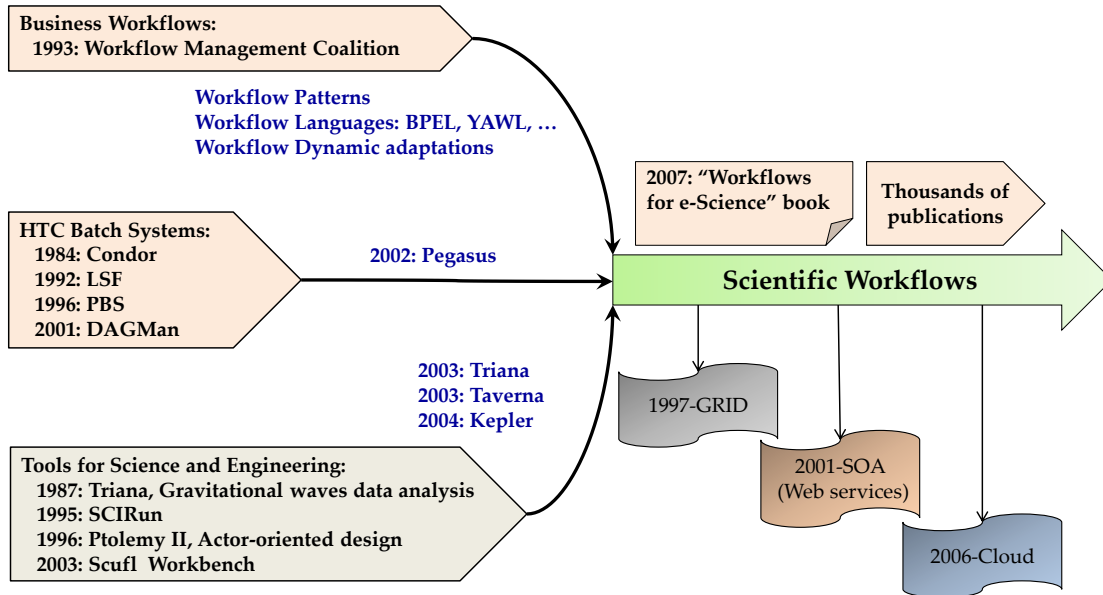 Business Workflows:
1993: Workflow Management Coalition
Workflow Patterns
Workflow Languages: BPEL, YAWL, …
Workflow Dynamic adaptations
2007: “Workflows
for e-Science” book
Thousands of
publications
HTC Batch Systems:
1984: Condor
1992: LSF
1996: PBS
2001: DAGMan
2002: Pegasus
Scientific Workflows
2003: Triana
2003: Taverna
2004: Kepler
1997-GRID
2001-SOA
(Web services)
2006-Cloud
Tools for Science and Engineering:
1987: Triana, Gravitational waves data analysis
1995: SCIRun
1996: Ptolemy II, Actor-oriented design
2003: Scufl Workbench